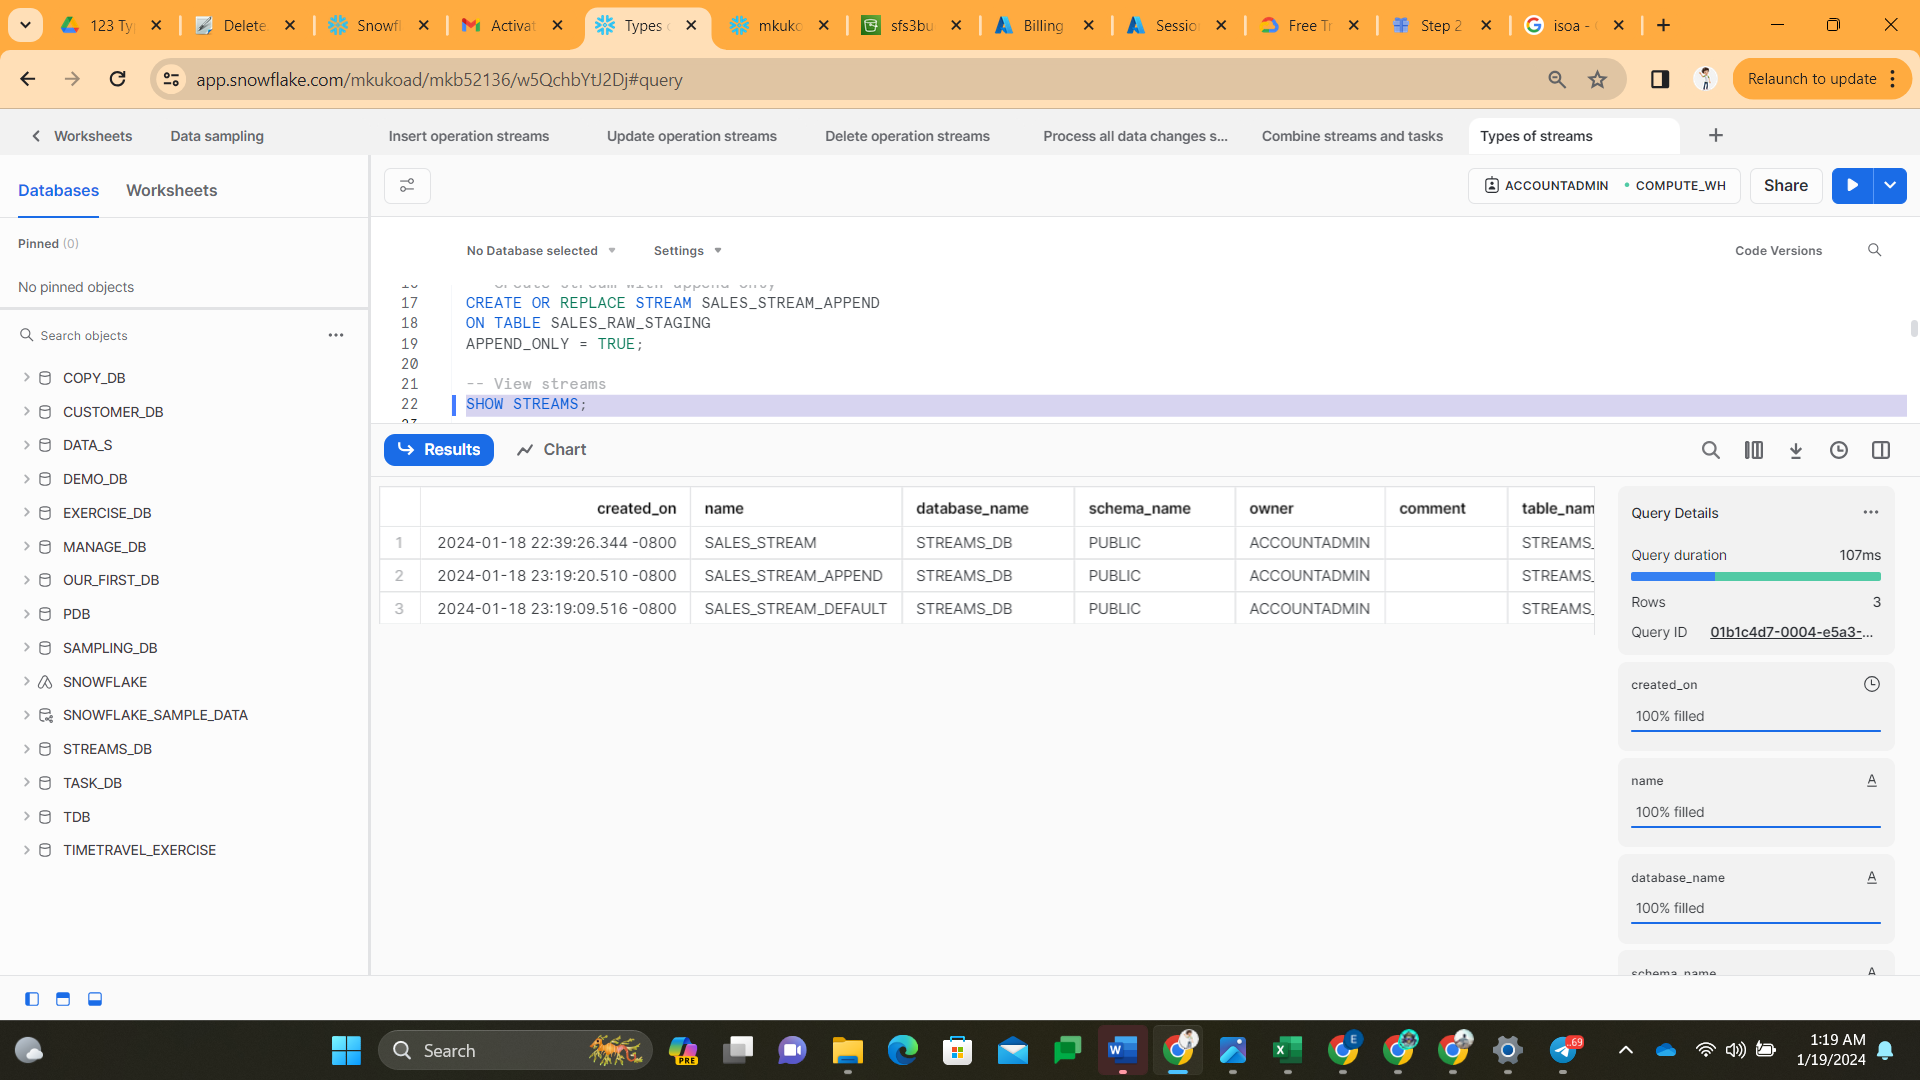 123 Ty
Delete
Snowfl
Activat
Types
mkuko
sfs3bu
Billing
Sessio
Free Tr
Step 2
isoa -
app.snowflake.com/mkukoad/mkb52136/w5QchbYtJ2Dj#query
Relaunch to update
Worksheets
Data sampling
Insert operation streams
Update operation streams
Delete operation streams
Process all data changes s...
Combine streams and tasks
Types of streams
Databases
Worksheets
ACCOUNTADMIN
COMPUTE_WH
Share
Pinned (0)
No pinned objects
No Database selected
Settings
Code Versions
17 CREATE OR REPLACE STREAM SALES_STREAM_APPEND
18 ON TABLE SALES_RAW_STAGING
19 APPEND_ONLY = TRUE;
20
21 -- View streams
22 SHOW STREAMS;
Search objects
COPY_DB
CUSTOMER_DB
DATA_S
DEMO_DB
EXERCISE_DB
MANAGE_DB
OUR_FIRST_DB
PDB
SAMPLING_DB
SNOWFLAKE
SNOWFLAKE_SAMPLE_DATA
STREAMS_DB
TASK_DB
TDB
TIMETRAVEL_EXERCISE
Results
Chart
created_on name database_name schema_name owner comment table_nam
1 2024-01-18 22:39:26.344 -0800 SALES_STREAM STREAMS_DB PUBLIC ACCOUNTADMIN STREAMS_
2 2024-01-18 23:19:20.510 -0800 SALES_STREAM_APPEND STREAMS_DB PUBLIC ACCOUNTADMIN STREAMS_
3 2024-01-18 23:19:09.516 -0800 SALES_STREAM_DEFAULT STREAMS_DB PUBLIC ACCOUNTADMIN STREAMS_
Query Details
Query duration 107ms
Rows 3
Query ID 01b1c4d7-0004-e5a3-...
created_on
100% filled
name
A
100% filled
database_name
A
100% filled
schema_name
A
Search
PRE
W
X
E
.69
1:19 AM
1/19/2024